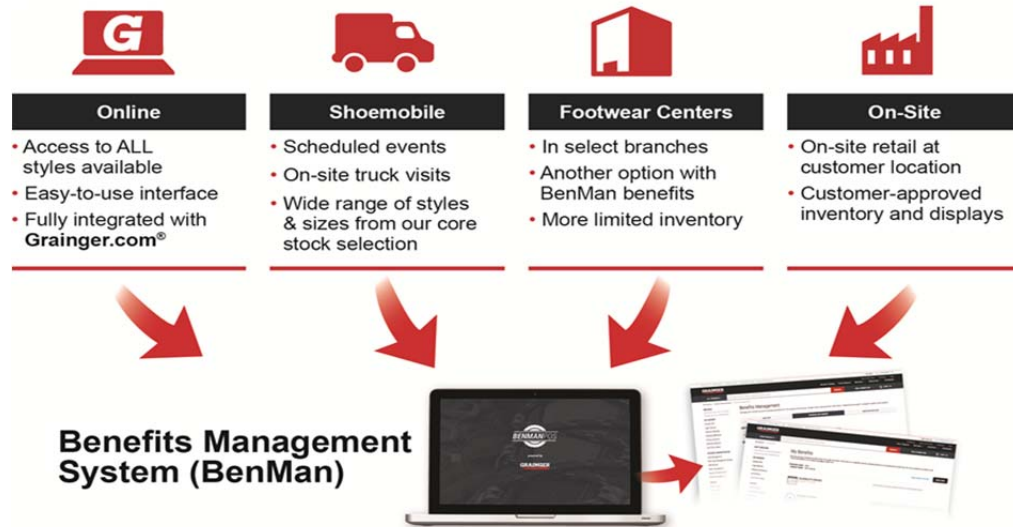 G
Online
• Access to ALL
styles available
• Easy-to-use interface
• Fully integrated with
Grainger.com®
Shoemobile
• Scheduled events
• On-site truck visits
• Wide range of styles
& sizes from our core
stock selection
Footwear Centers
• In select branches
• Another option with
BenMan benefits
• More limited inventory
On-Site
• On-site retail at
customer location
• Customer-approved
inventory and displays
Benefits Management
System (BenMan)
BENMANPOS
GRAINGER
GRAINGER
Benefits Management
GRAINGER
My Benefits